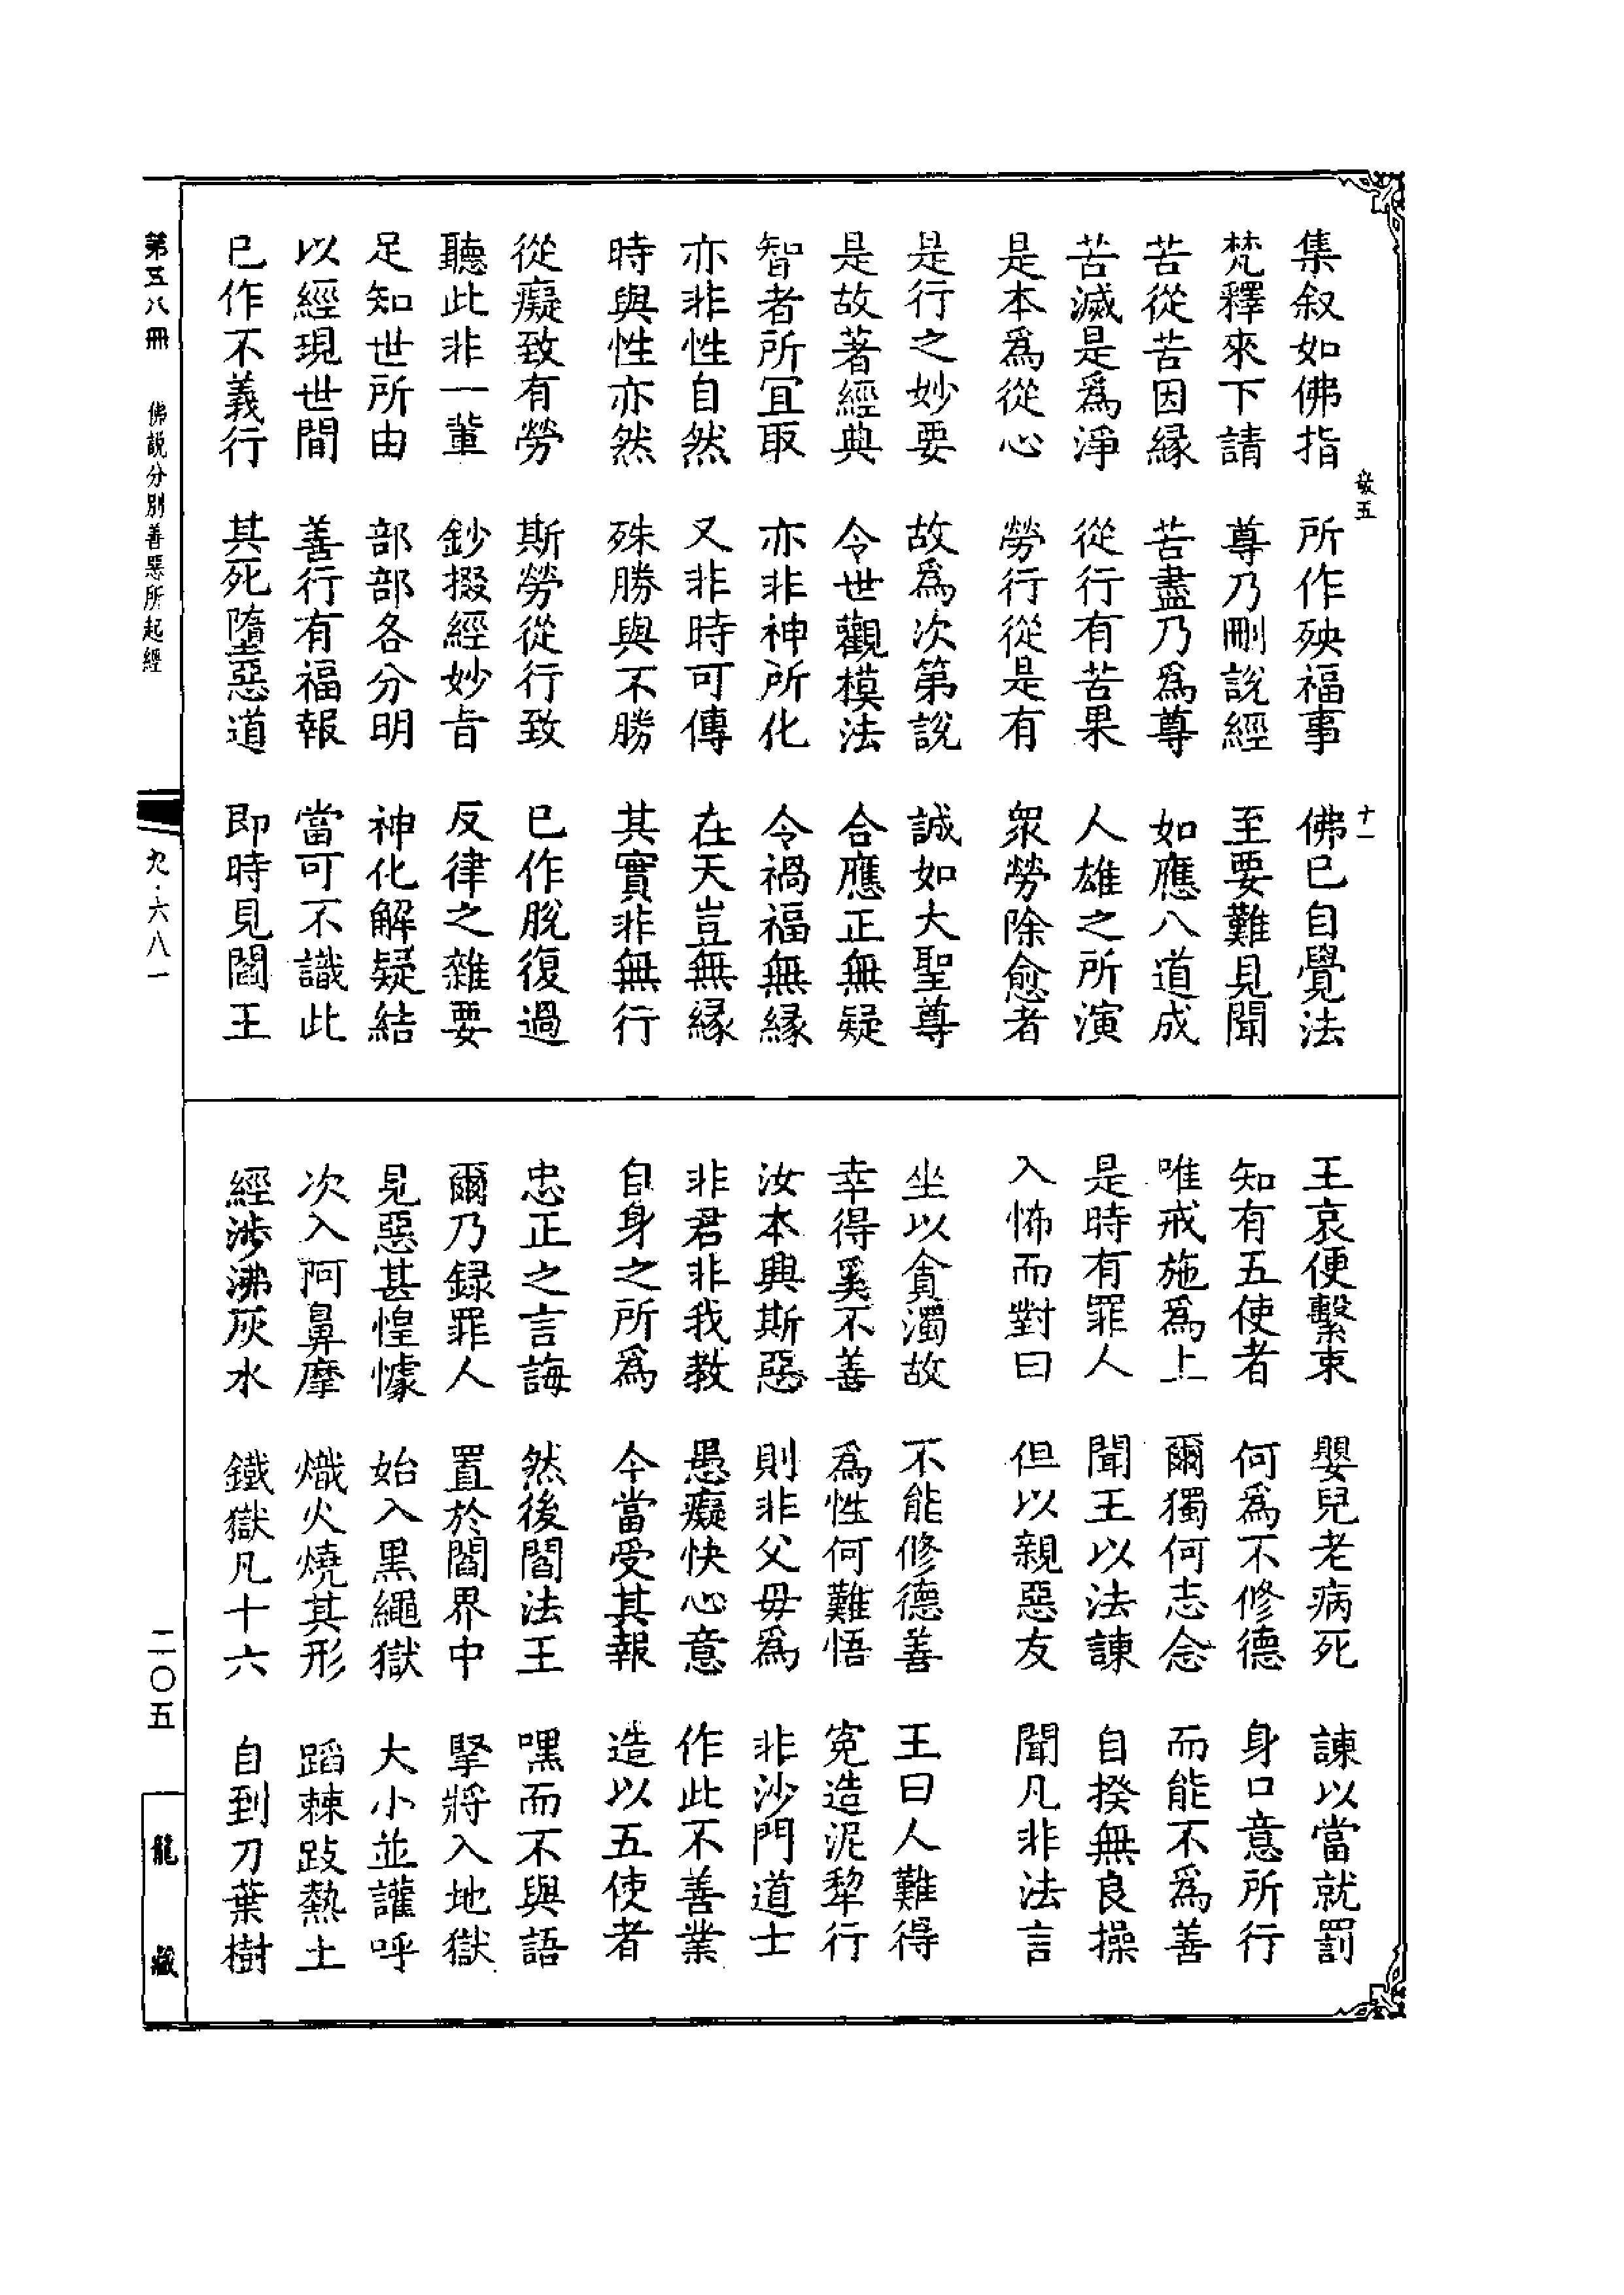 集叙如佛指　所作殃福事　佛已自覺法
梵釋來下請　尊乃刪說經　至要難見聞
苦從苦因縁　苦盡乃爲尊　如應八道成
苦滅是爲淨　從行有苦果　人雄之所演
是本爲從心　勞行從是有　衆勞除愈者
是行之妙要　故爲次第說　誠如大聖尊
是故著經典　令世觀模法　合應正無疑
智者所宜取　亦非神所化　令禍福無縁
亦非性自然　又非時可傳　在天豈無縁
時與性亦然　殊勝與不勝　其實非無行
從癡致有勞　斯勞從行致　已作脫復過
聽此非一輩　鈔掇經妙旨　反律之雜要
足知世所由　部部各分明　神化解疑結
以經現世間　善行有福報　當可不識此
已作不義行　其死墮惡道　即時見閻王
王哀便繫束　嬰兒老病死　諫以當就罰
知有五使者　何為不修德　身口意所行
唯戒施爲上　爾獨何志念　而能不爲善
是時有罪人　聞王以法諫　自揆無良操
入怖而對曰　但以親惡友　聞凡非法言
坐以貪濁故　不能修德善　王曰人難得
幸得奚不善　爲性何難悟　寃造泥犂行
汝本興斯惡　則非父毋爲　非沙門道士
非君非我教　愚癡快心意　作此不善業
自身之所爲　今當受其報　造以五使者
忠正之言誨　然後閻法王　嘿而不與語
爾乃録罪人　置於閻界中　掔將入地獄
見惡甚惶懅　始入黒繩獄　大小並讙呼
次入阿鼻摩　熾火燒其形　蹈棘跂熱土
經涉沸灰水　鐵獄凡十六　自到刀葉樹
敬五　十一
第五八冊　佛說分別善惡所起經　九·六八一　二〇五　龍藏